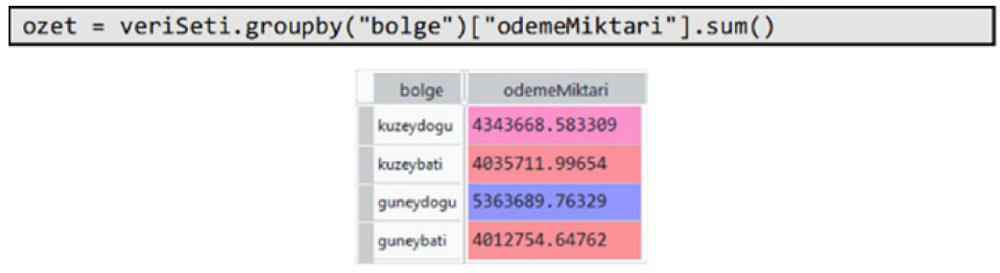 ozet = veriSeti.groupby("bolge")["odemeMiktari"].sum()
bolge odemeMiktari
kuzeydogu 4343668.583309
kuzeybati 4035711.99654
guneydogu 5363689.76329
guneybati 4012754.64762